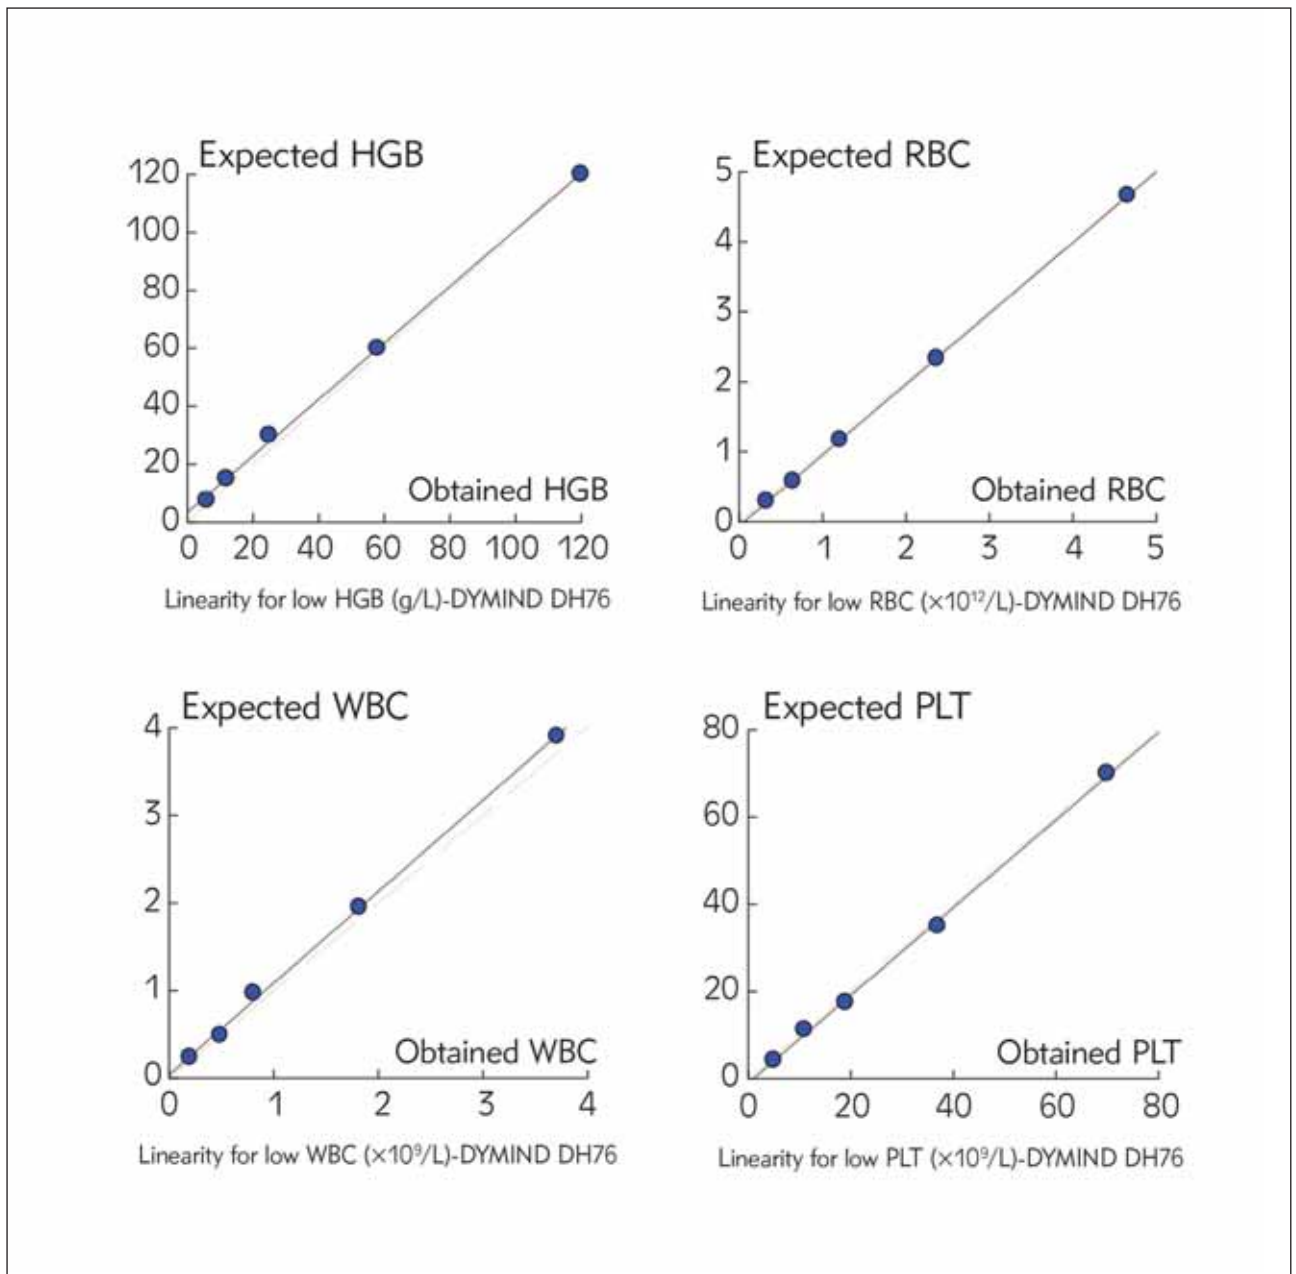 Expected HGB
120
100
80
60
40
20
0
Obtained HGB
0 20 40 60 80 100 120
Linearity for low HGB (g/L)-DYMIND DH76
Expected RBC
5
4
3
2
1
0
Obtained RBC
0 1 2 3 4 5
Linearity for low RBC (×10¹²/L)-DYMIND DH76
Expected WBC
4
3
2
1
0
Obtained WBC
0 1 2 3 4
Linearity for low WBC (×10⁹/L)-DYMIND DH76
Expected PLT
80
60
40
20
0
Obtained PLT
0 20 40 60 80
Linearity for low PLT (×10⁹/L)-DYMIND DH76